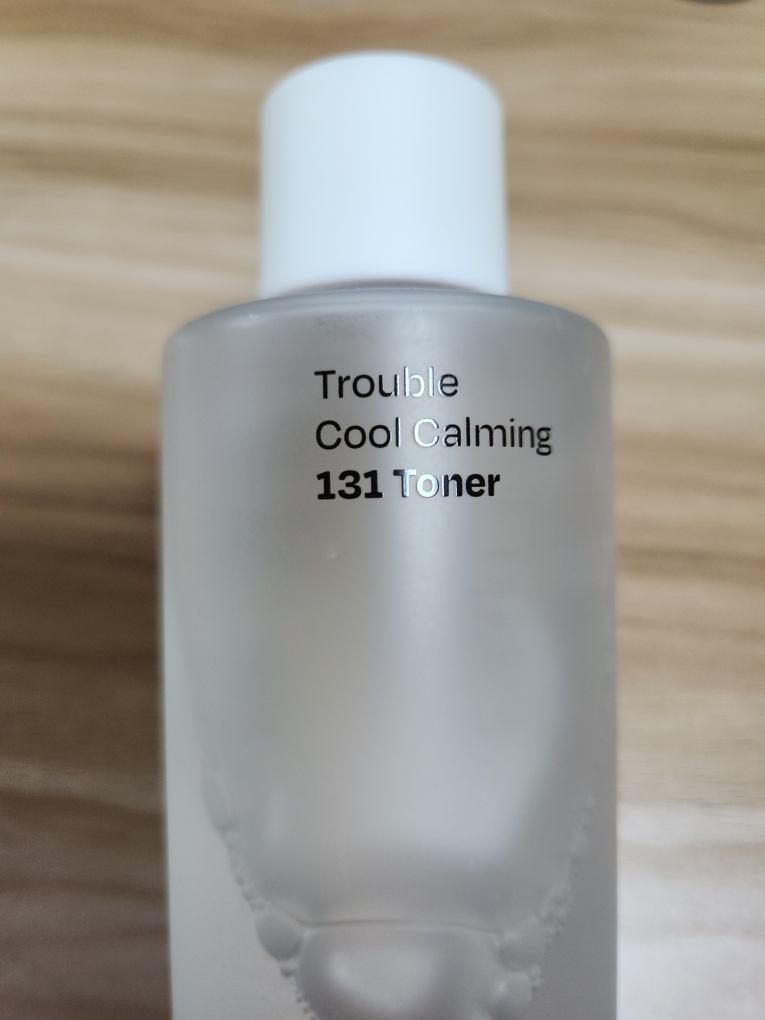 Trouble
Cool Calming
131 Toner